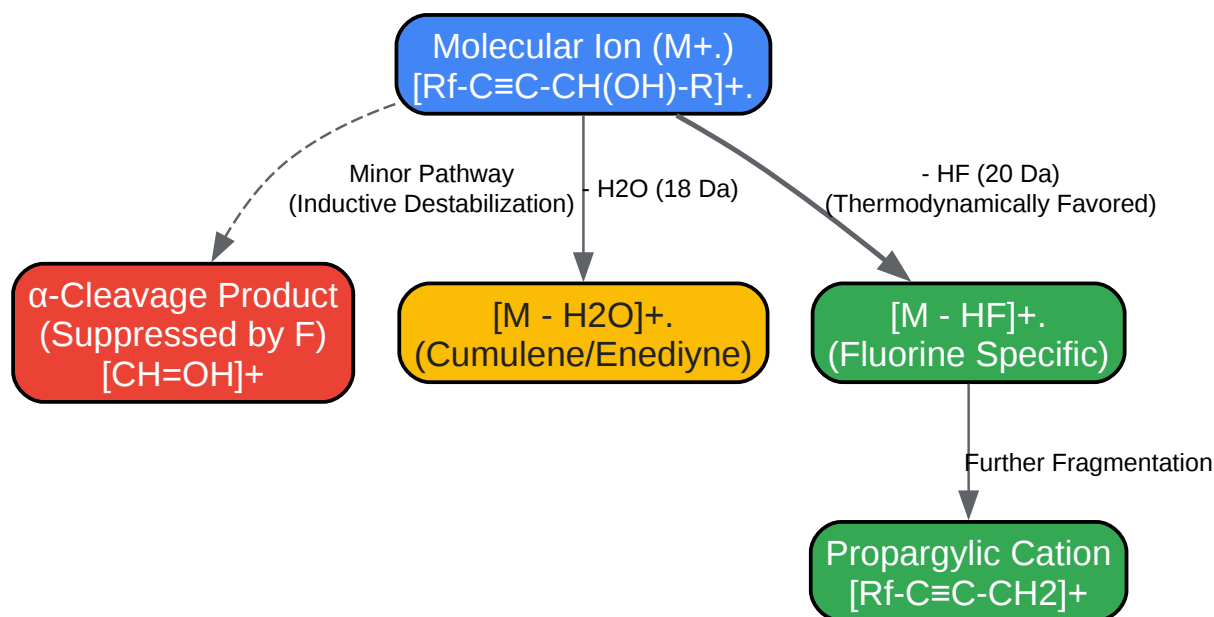 Molecular Ion (M+.)
[Rf-C≡C-CH(OH)-R]+.
Minor Pathway
(Inductive Destabilization)
- H2O (18 Da)
- HF (20 Da)
(Thermodynamically Favored)
α-Cleavage Product
(Suppressed by F)
[CH=OH]+
[M - H2O]+.
(Cumulene/Enediyne)
[M - HF]+.
(Fluorine Specific)
Further Fragmentation
Propargylic Cation
[Rf-C≡C-CH2]+